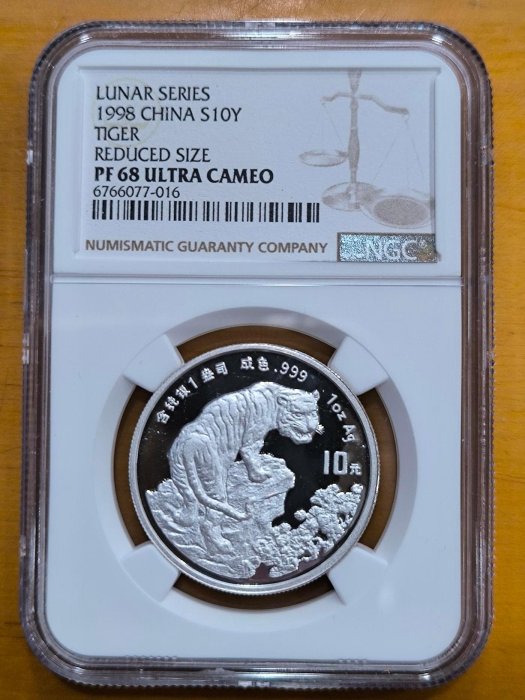 LUNAR SERIES
1998 CHINA S10Y
TIGER
REDUCED SIZE
PF 68 ULTRA CAMEO
6766077-016
NUMISMATIC GUARANTY COMPANY
NGC
含纯银1盎司 成色.999 1oz Ag
10元